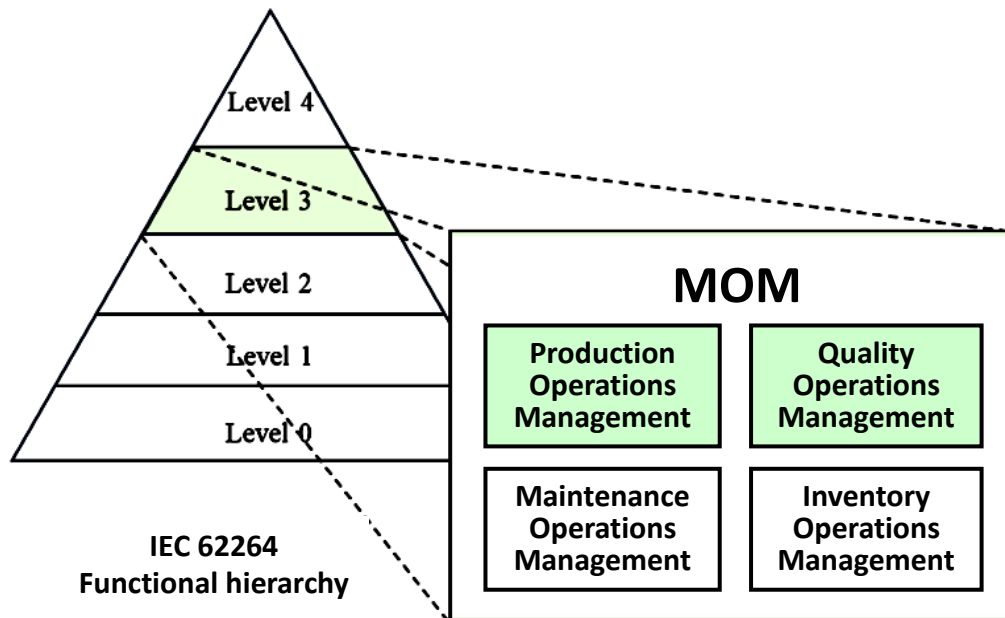 Level 4
Level 3
Level 2
Level 1
Level 0
IEC 62264
Functional hierarchy
MOM
Production
Operations
Management
Quality
Operations
Management
Maintenance
Operations
Management
Inventory
Operations
Management